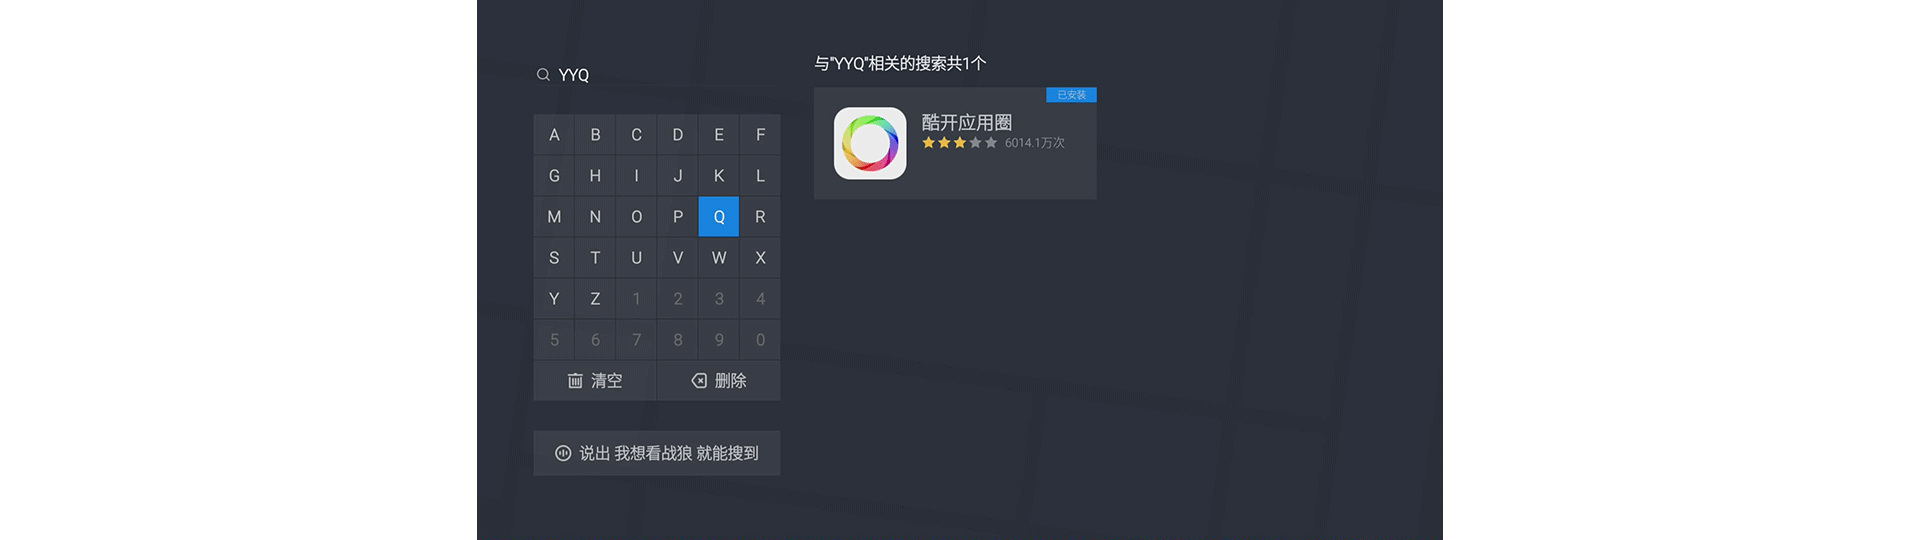 YYQ
A B C D E F
G H I J K L
M N O P Q R
S T U V W X
Y Z 1 2 3 4
5 6 7 8 9 0
清空 删除
说出 我想看战狼 就能搜到
与"YYQ"相关的搜索共1个
已安装
酷开应用圈
6014.1万次